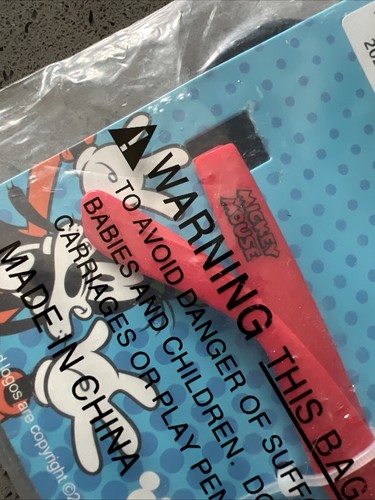 WARNING THIS BAG
TO AVOID DANGER OF SUFF
BABIES AND CHILDREN. DO
CARRIAGES OR PLAY PEN
MADE IN CHINA
MICKEY
MOUSE
logos are copyright ©2